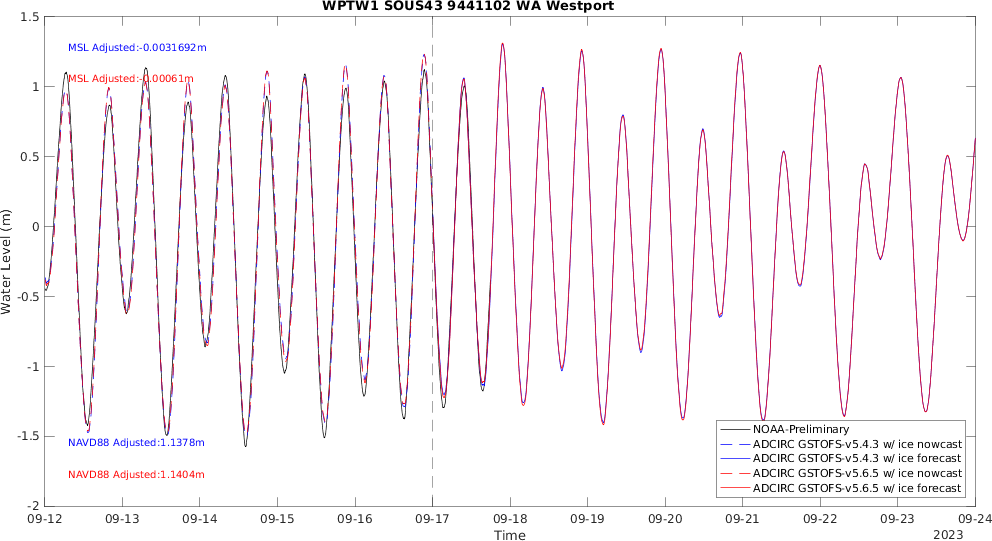 WPTW1 SOUS43 9441102 WA Westport
1.5
1
0.5
0
-0.5
-1
-1.5
-2
Water Level (m)
MSL Adjusted:-0.0031692m
MSL Adjusted:-0.00061m
NAVD88 Adjusted:1.1378m
NAVD88 Adjusted:1.1404m
NOAA-Preliminary
ADCIRC GSTOFS-v5.4.3 w/ ice nowcast
ADCIRC GSTOFS-v5.4.3 w/ ice forecast
ADCIRC GSTOFS-v5.6.5 w/ ice nowcast
ADCIRC GSTOFS-v5.6.5 w/ ice forecast
09-12 09-13 09-14 09-15 09-16 09-17 09-18 09-19 09-20 09-21 09-22 09-23 09-24
Time
2023